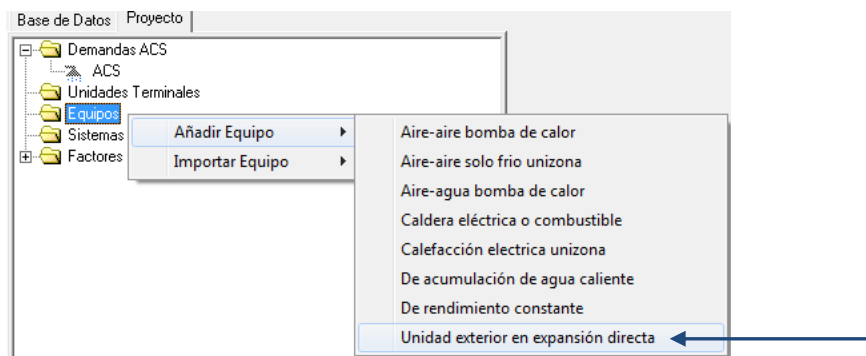 Base de Datos Proyecto
Demandas ACS
ACS
Unidades Terminales
Equipos
Sistemas
Factores
Añadir Equipo
Importar Equipo
Aire-aire bomba de calor
Aire-aire solo frio unizona
Aire-agua bomba de calor
Caldera eléctrica o combustible
Calefacción electrica unizona
De acumulación de agua caliente
De rendimiento constante
Unidad exterior en expansión directa